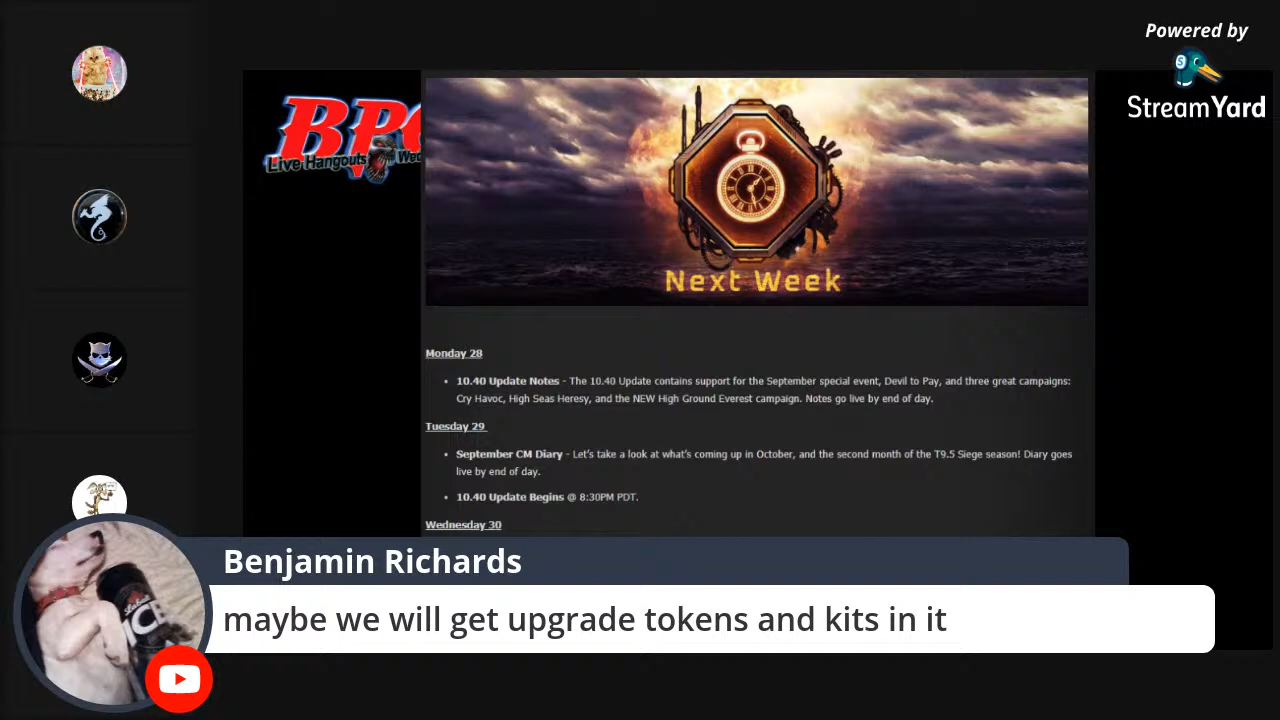 Powered by
StreamYard
BPC
Live Hangouts Wed
Next Week
Monday 28
• 10.40 Update Notes - The 10.40 Update contains support for the September special event, Devil to Pay, and three great campaigns:
Cry Havoc, High Seas Heresy, and the NEW High Ground Everest campaign. Notes go live by end of day.
Tuesday 29
• September CM Diary - Let's take a look at what's coming up in October, and the second month of the T9.5 Siege season! Diary goes
live by end of day.
• 10.40 Update Begins @ 8:30PM PDT.
Wednesday 30
Benjamin Richards
maybe we will get upgrade tokens and kits in it
ICE